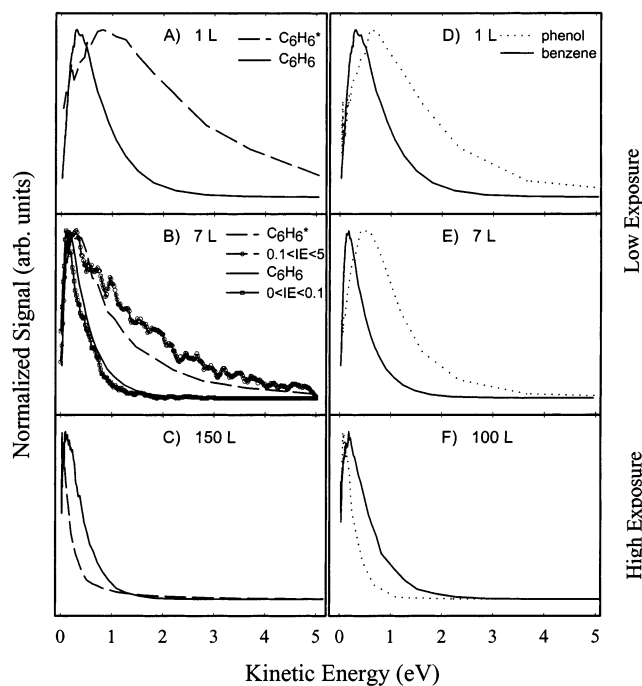 A) 1 L
C6H6*
C6H6
D) 1 L
phenol
benzene
B) 7 L
C6H6*
0.1<IE<5
C6H6
0<IE<0.1
E) 7 L
C) 150 L
F) 100 L
0 1 2 3 4 5
0 1 2 3 4 5
Kinetic Energy (eV)
Normalized Signal (arb. units)
Low Exposure
High Exposure